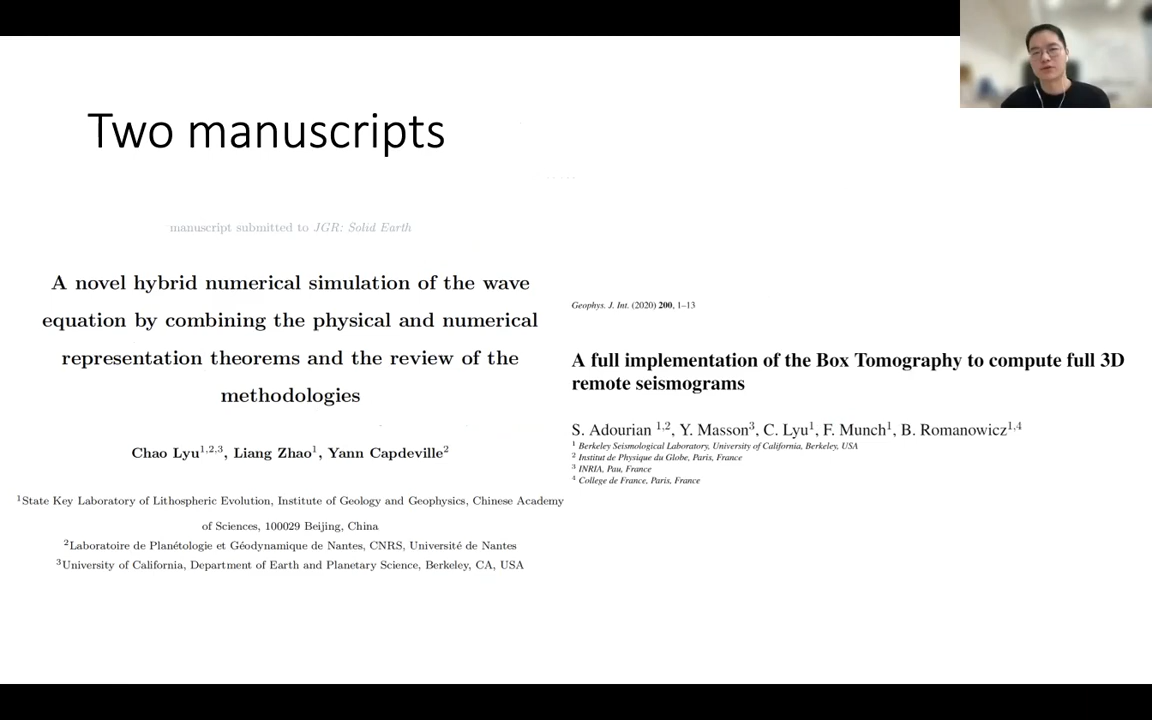 Two manuscripts
manuscript submitted to JGR: Solid Earth
A novel hybrid numerical simulation of the wave
equation by combining the physical and numerical
representation theorems and the review of the
methodologies
Chao Lyu1,2,3, Liang Zhao1, Yann Capdeville2
1State Key Laboratory of Lithospheric Evolution, Institute of Geology and Geophysics, Chinese Academy
of Sciences, 100029 Beijing, China
2Laboratoire de Planétologie et Géodynamique de Nantes, CNRS, Université de Nantes
3University of California, Department of Earth and Planetary Science, Berkeley, CA, USA
Geophys. J. Int. (2020) 200, 1–13
A full implementation of the Box Tomography to compute full 3D
remote seismograms
S. Adourian 1,2, Y. Masson3, C. Lyu1, F. Munch1, B. Romanowicz1,4
1 Berkeley Seismological Laboratory, University of California, Berkeley, USA
2 Institut de Physique du Globe, Paris, France
3 INRIA, Pau, France
4 College de France, Paris, France